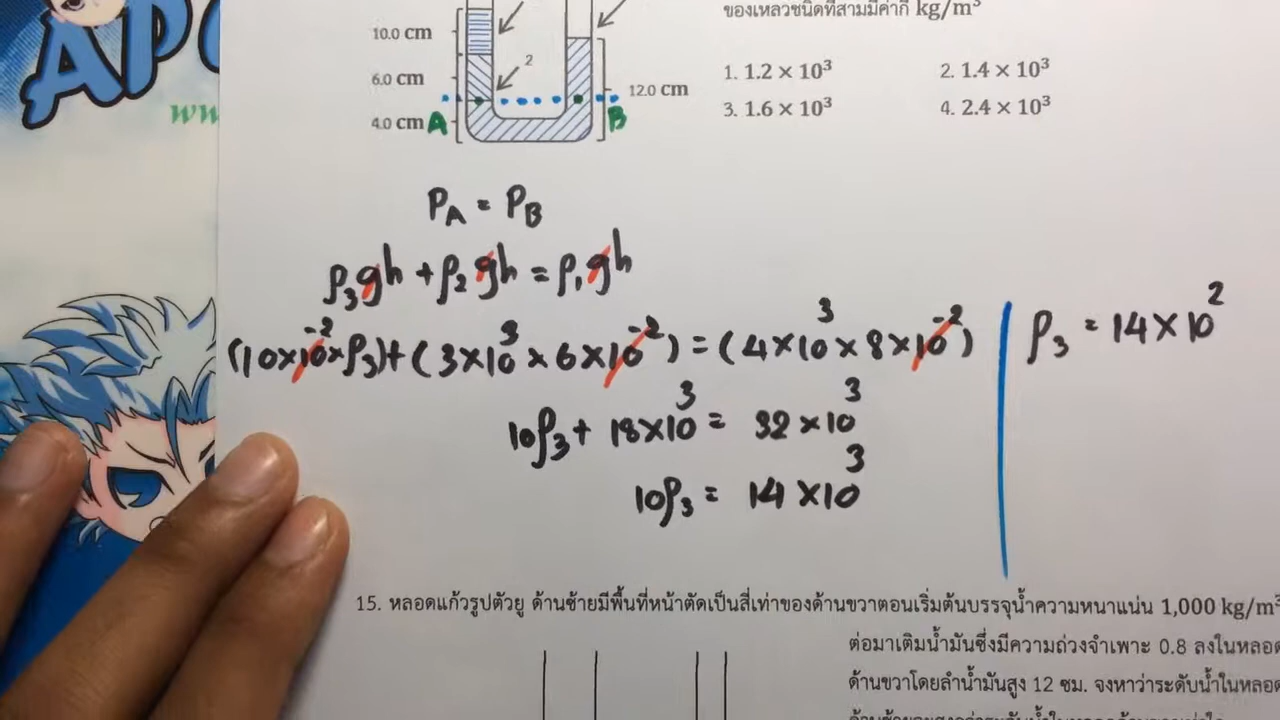 AP
ww
ของเหลวชนิดที่สามมีค่ากี่ kg/m³
10.0 cm
6.0 cm
2
4.0 cm A
B
12.0 cm
1. 1.2 × 10³
2. 1.4 × 10³
3. 1.6 × 10³
4. 2.4 × 10³
P_A = P_B
ρ₃gh + ρ₂gh = ρ₁gh
(10×10⁻²×ρ₃)+(3×10³×6×10⁻²)=(4×10³×8×10⁻²)
10ρ₃+ 18×10³ = 32×10³
10ρ₃ = 14×10³
ρ₃ = 14×10²
15. หลอดแก้วรูปตัวยู ด้านซ้ายมีพื้นที่หน้าตัดเป็นสี่เท่าของด้านขวาตอนเริ่มต้นบรรจุน้ำความหนาแน่น 1,000 kg/m³
ต่อมาเติมน้ำมันซึ่งมีความถ่วงจำเพาะ 0.8 ลงในหลอด
ด้านขวาโดยลำน้ำมันสูง 12 ซม. จงหาว่าระดับน้ำในหลอด